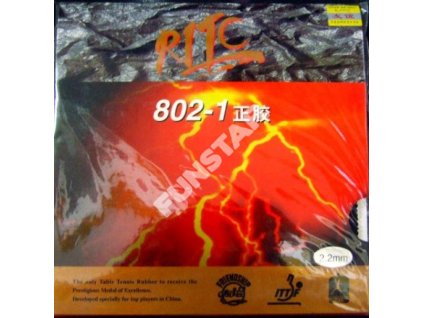 RITC
802-1 正胶
FUNSTAR
2.2mm
The only Table Tennis Rubber to receive the
Prestigious Medal of Excellence.
Developed specially for top players in China.
FRIENDSHIP
ITTF